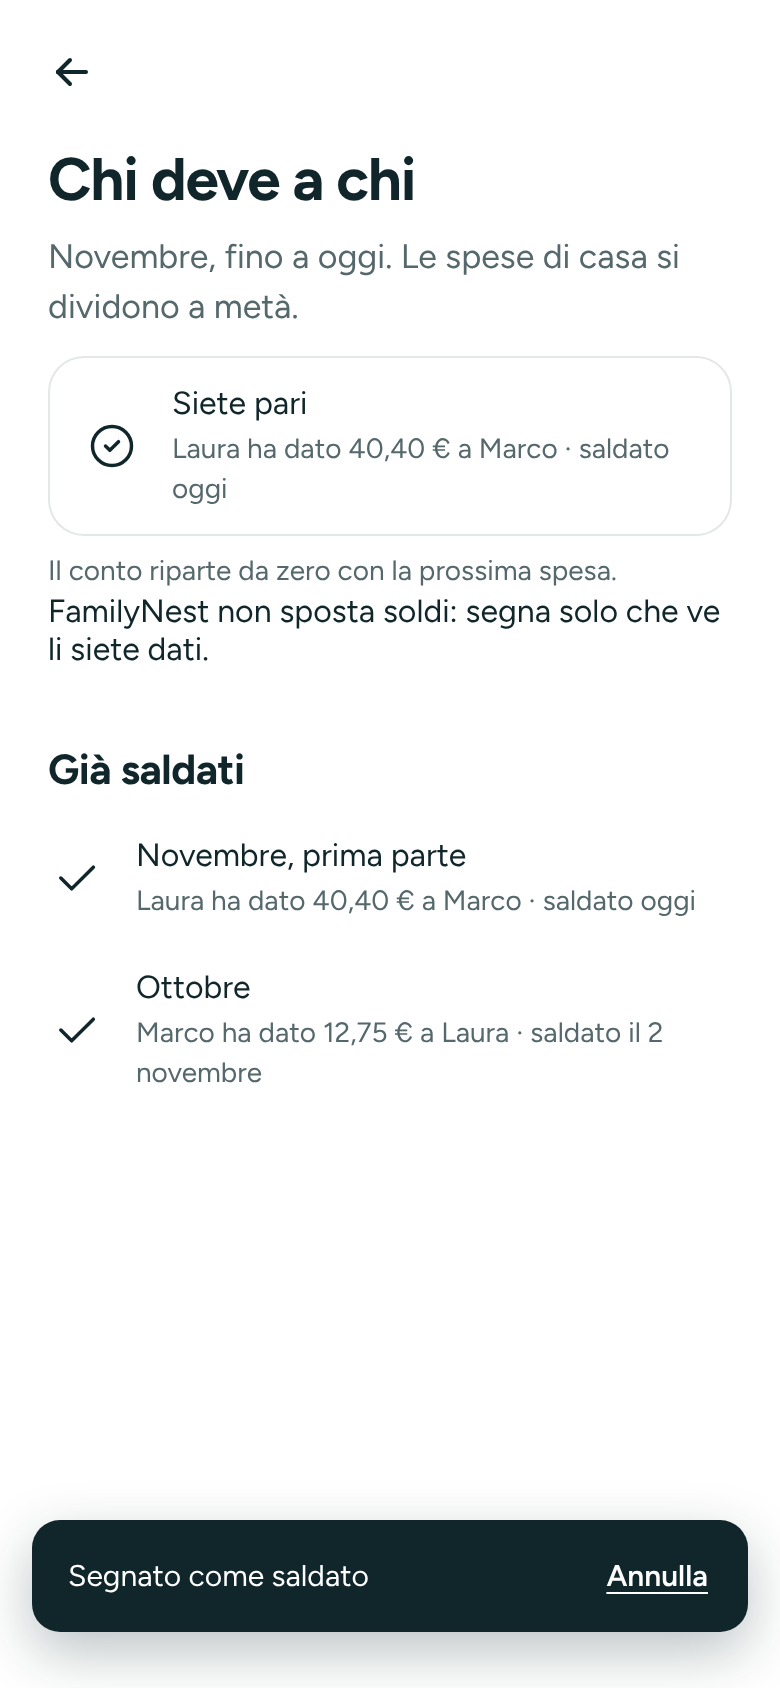 Chi deve a chi
Novembre, fino a oggi. Le spese di casa si
dividono a metà.
Siete pari
Laura ha dato 40,40 € a Marco · saldato
oggi
Il conto riparte da zero con la prossima spesa.
FamilyNest non sposta soldi: segna solo che ve
li siete dati.
Già saldati
Novembre, prima parte
Laura ha dato 40,40 € a Marco · saldato oggi
Ottobre
Marco ha dato 12,75 € a Laura · saldato il 2
novembre
Segnato come saldato
Annulla